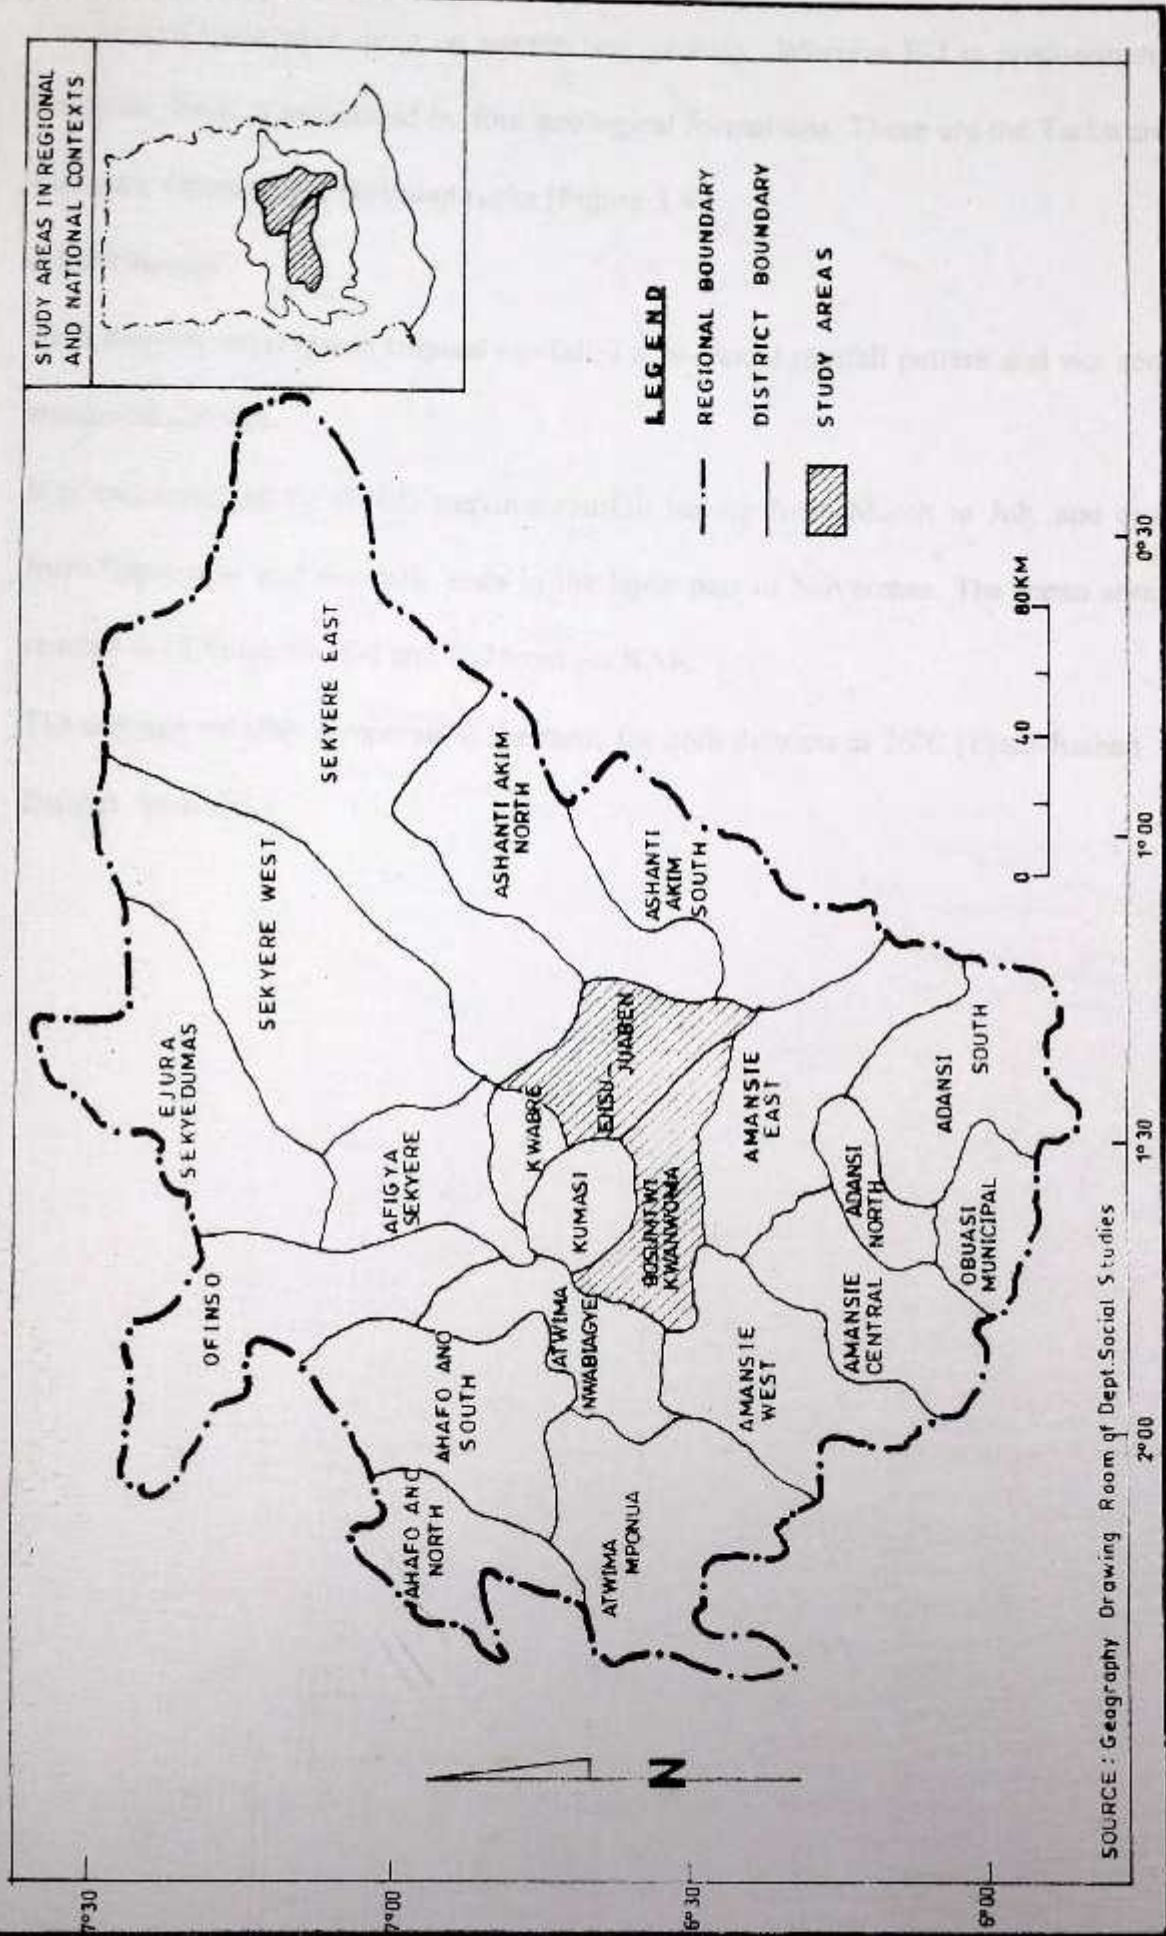 STUDY AREAS IN REGIONAL
AND NATIONAL CONTEXTS
EJURA
SEKYEDUMAS
SEKYERE WEST
SEKYERE EAST
OFINSO
AFIGYA
SEKYERE
ASHANTI AKIM
NORTH
ASHANTI
AKIM
SOUTH
AHAFO ANO
NORTH
AHAFO ANO
SOUTH
ATWIMA
NWABIAGYE
KWABRE
KUMASI
EHSU-
JUABEN
BOSUMTWI
KWANWOMA
ATWIMA
MPONUA
AMANSIE
WEST
AMANSIE
EAST
AMANSIE
CENTRAL
ADANSI
NORTH
ADANSI
SOUTH
OBUASI
MUNICIPAL
LEGEND
REGIONAL BOUNDARY
DISTRICT BOUNDARY
STUDY AREAS
0 40 80KM
N
7°30
7°00
6°30
6°00
2°00
1°30
1°00
0°30
SOURCE : Geography Drawing Room of Dept. Social Studies